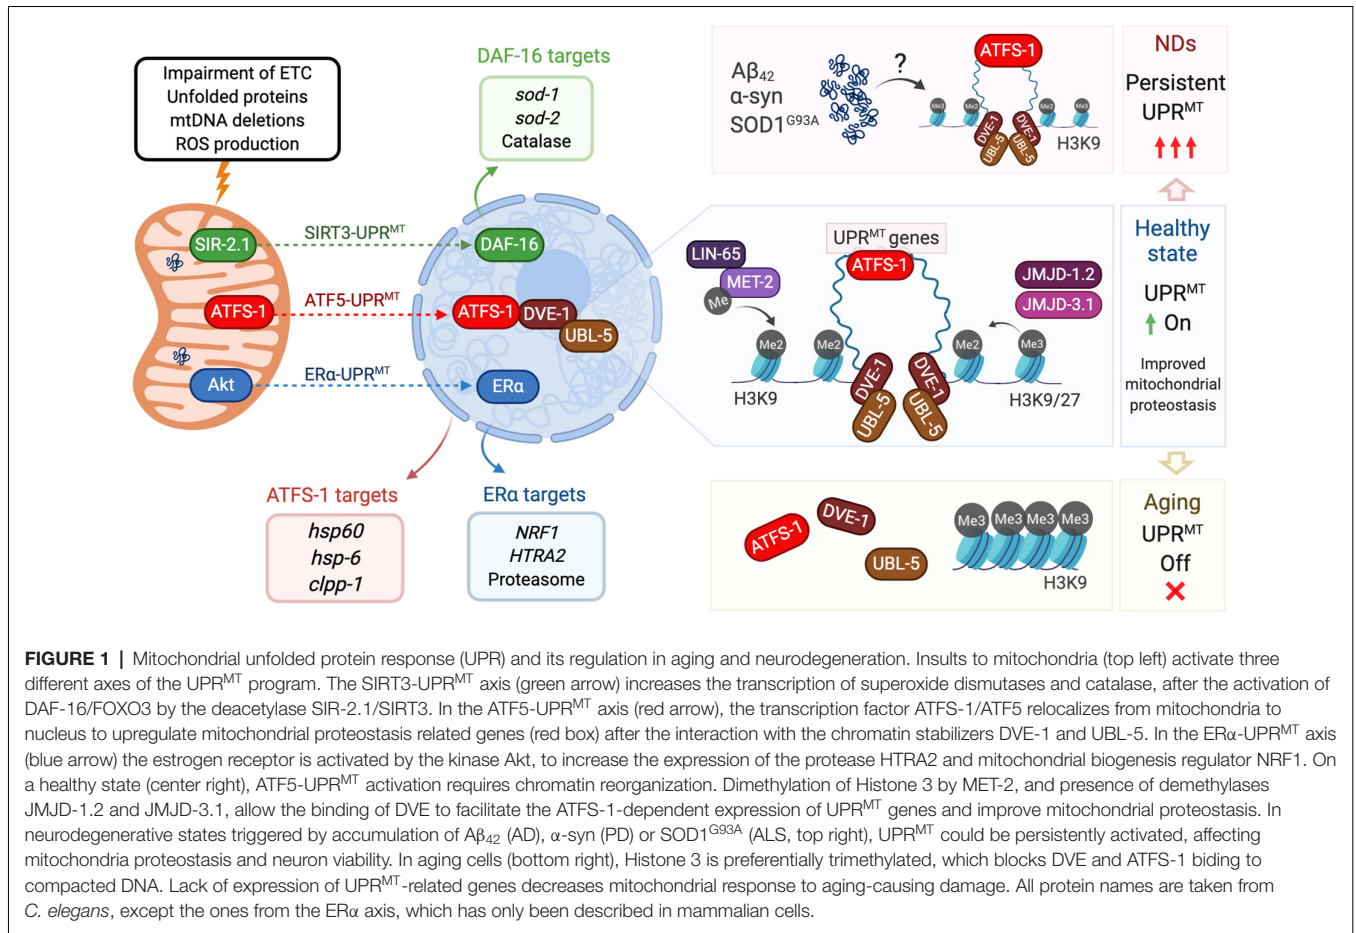 Impairment of ETC
Unfolded proteins
mtDNA deletions
ROS production
DAF-16 targets
sod-1
sod-2
Catalase
SIR-2.1
SIRT3-UPRᴹᵀ
DAF-16
ATFS-1
ATF5-UPRᴹᵀ
ATFS-1
DVE-1
UBL-5
Akt
ERα-UPRᴹᵀ
ERα
ATFS-1 targets
hsp60
hsp-6
clpp-1
ERα targets
NRF1
HTRA2
Proteasome
Aβ₄₂
α-syn
SOD1ᴳ⁹³ᴬ
?
ATFS-1
Me3
Me2
Me2
Me3
DVE-1
DVE-1
UBL-5
UBL-5
H3K9
NDs
Persistent
UPRᴹᵀ
LIN-65
MET-2
Me
UPRᴹᵀ genes
ATFS-1
JMJD-1.2
JMJD-3.1
Me2
Me2
Me2
Me3
DVE-1
DVE-1
UBL-5
UBL-5
H3K9
H3K9/27
Healthy
state
UPRᴹᵀ
On
Improved
mitochondrial
proteostasis
ATFS-1
DVE-1
UBL-5
Me3
Me3
Me3
Me3
H3K9
Aging
UPRᴹᵀ
Off
FIGURE 1 | Mitochondrial unfolded protein response (UPR) and its regulation in aging and neurodegeneration. Insults to mitochondria (top left) activate three
different axes of the UPRᴹᵀ program. The SIRT3-UPRᴹᵀ axis (green arrow) increases the transcription of superoxide dismutases and catalase, after the activation of
DAF-16/FOXO3 by the deacetylase SIR-2.1/SIRT3. In the ATF5-UPRᴹᵀ axis (red arrow), the transcription factor ATFS-1/ATF5 relocalizes from mitochondria to
nucleus to upregulate mitochondrial proteostasis related genes (red box) after the interaction with the chromatin stabilizers DVE-1 and UBL-5. In the ERα-UPRᴹᵀ axis
(blue arrow) the estrogen receptor is activated by the kinase Akt, to increase the expression of the protease HTRA2 and mitochondrial biogenesis regulator NRF1. On
a healthy state (center right), ATF5-UPRᴹᵀ activation requires chromatin reorganization. Dimethylation of Histone 3 by MET-2, and presence of demethylases
JMJD-1.2 and JMJD-3.1, allow the binding of DVE to facilitate the ATFS-1-dependent expression of UPRᴹᵀ genes and improve mitochondrial proteostasis. In
neurodegenerative states triggered by accumulation of Aβ₄₂ (AD), α-syn (PD) or SOD1ᴳ⁹³ᴬ (ALS, top right), UPRᴹᵀ could be persistently activated, affecting
mitochondria proteostasis and neuron viability. In aging cells (bottom right), Histone 3 is preferentially trimethylated, which blocks DVE and ATFS-1 biding to
compacted DNA. Lack of expression of UPRᴹᵀ-related genes decreases mitochondrial response to aging-causing damage. All protein names are taken from
C. elegans, except the ones from the ERα axis, which has only been described in mammalian cells.